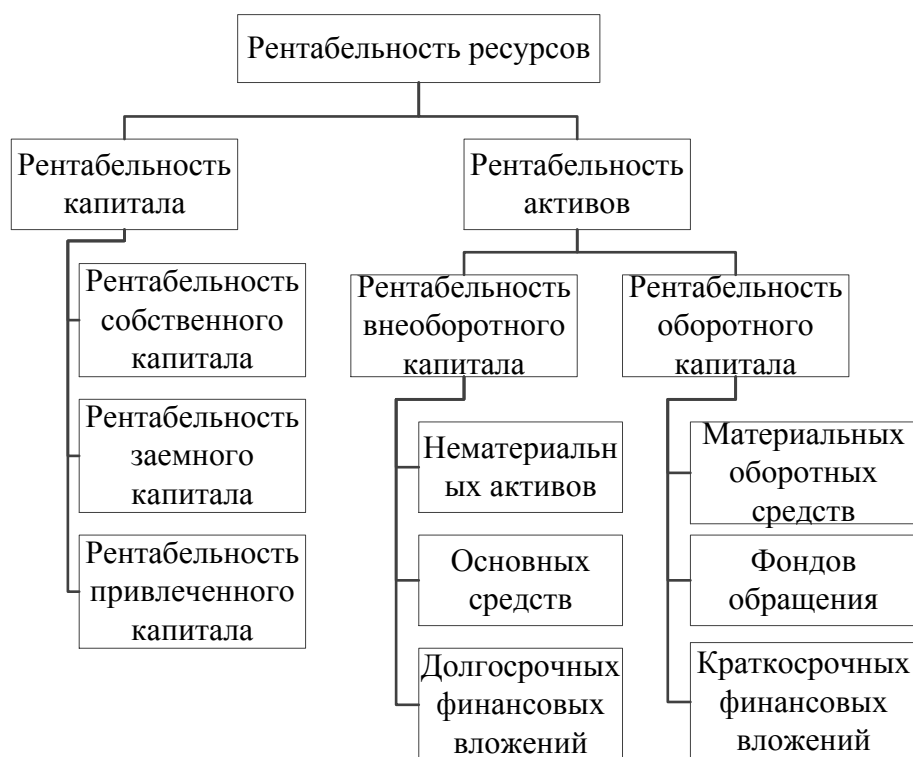 Рентабельность ресурсов
Рентабельность
капитала
Рентабельность
активов
Рентабельность
собственного
капитала
Рентабельность
заемного
капитала
Рентабельность
привлеченного
капитала
Рентабельность
внеоборотного
капитала
Нематериальн
ых активов
Основных
средств
Долгосрочных
финансовых
вложений
Рентабельность
оборотного
капитала
Материальных
оборотных
средств
Фондов
обращения
Краткосрочных
финансовых
вложений